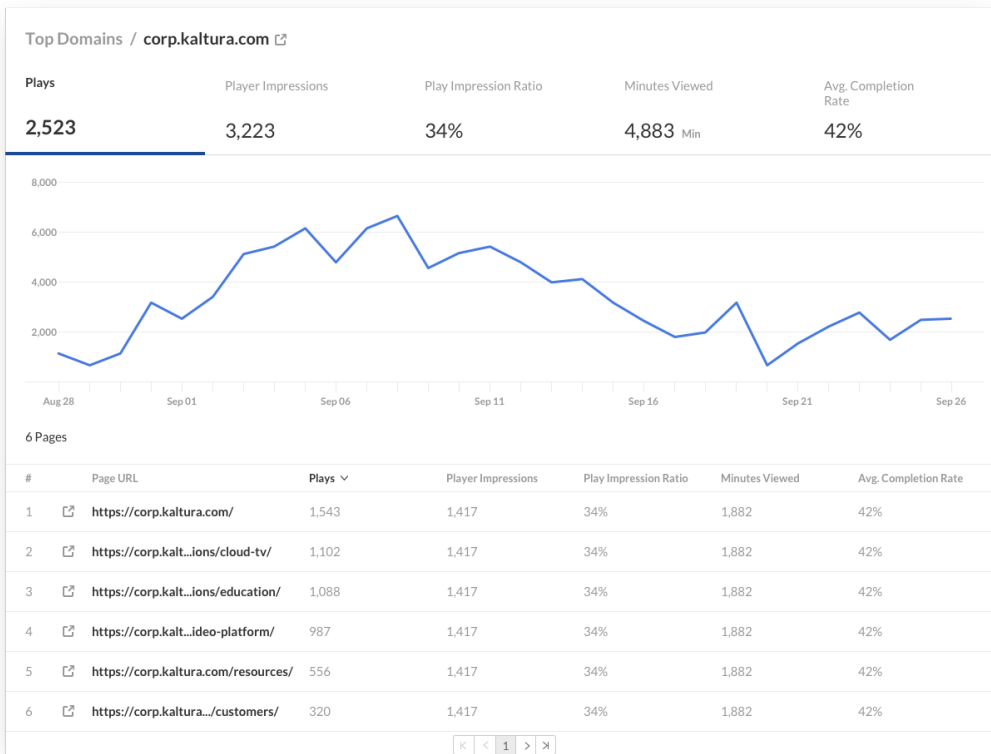 Top Domains / corp.kaltura.com
Plays Player Impressions Play Impression Ratio Minutes Viewed Avg. Completion Rate
2,523 3,223 34% 4,883 Min 42%
8,000
6,000
4,000
2,000
Aug 28 Sep 01 Sep 06 Sep 11 Sep 16 Sep 21 Sep 26
6 Pages
# Page URL Plays Player Impressions Play Impression Ratio Minutes Viewed Avg. Completion Rate
1 https://corp.kaltura.com/ 1,543 1,417 34% 1,882 42%
2 https://corp.kalt...ions/cloud-tv/ 1,102 1,417 34% 1,882 42%
3 https://corp.kalt...ions/education/ 1,088 1,417 34% 1,882 42%
4 https://corp.kalt...ideo-platform/ 987 1,417 34% 1,882 42%
5 https://corp.kaltura.com/resources/ 556 1,417 34% 1,882 42%
6 https://corp.kaltura.../customers/ 320 1,417 34% 1,882 42%
1